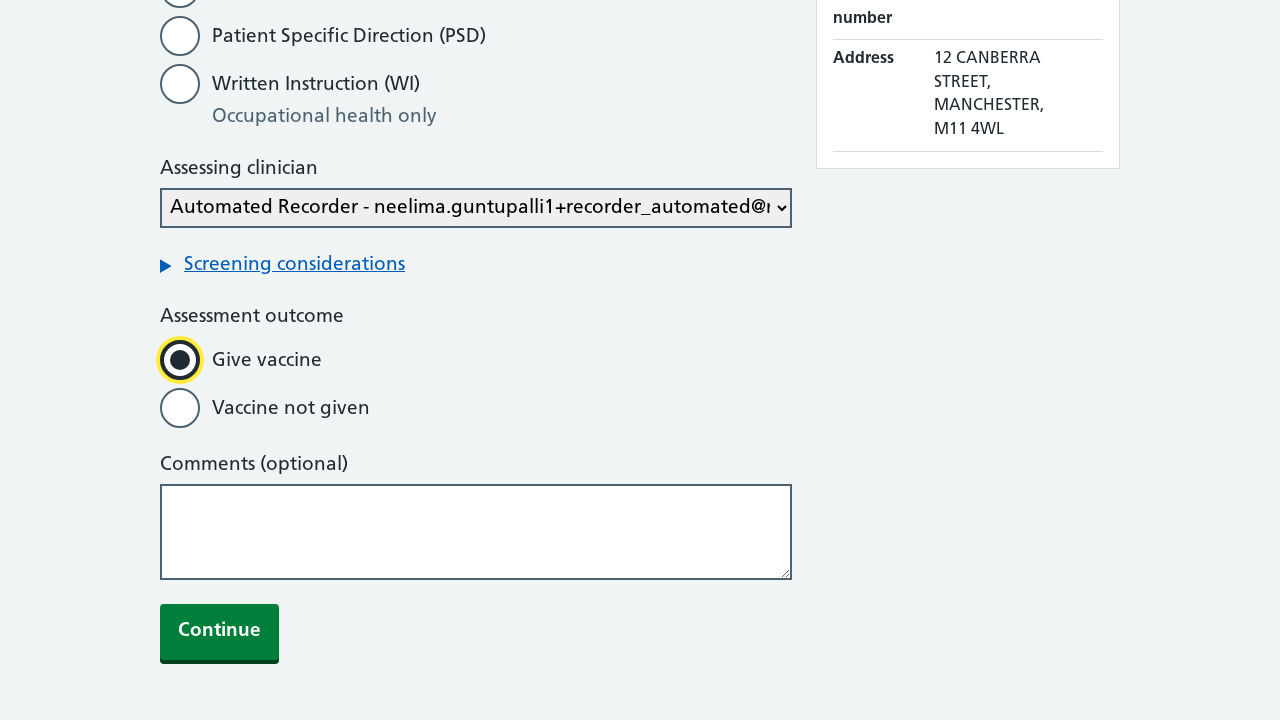 Patient Specific Direction (PSD)
Written Instruction (WI)
Occupational health only
Assessing clinician
Automated Recorder - neelima.guntupalli1+recorder_automated@
Screening considerations
Assessment outcome
Give vaccine
Vaccine not given
Comments (optional)
Continue
number
Address 12 CANBERRA
STREET,
MANCHESTER,
M11 4WL